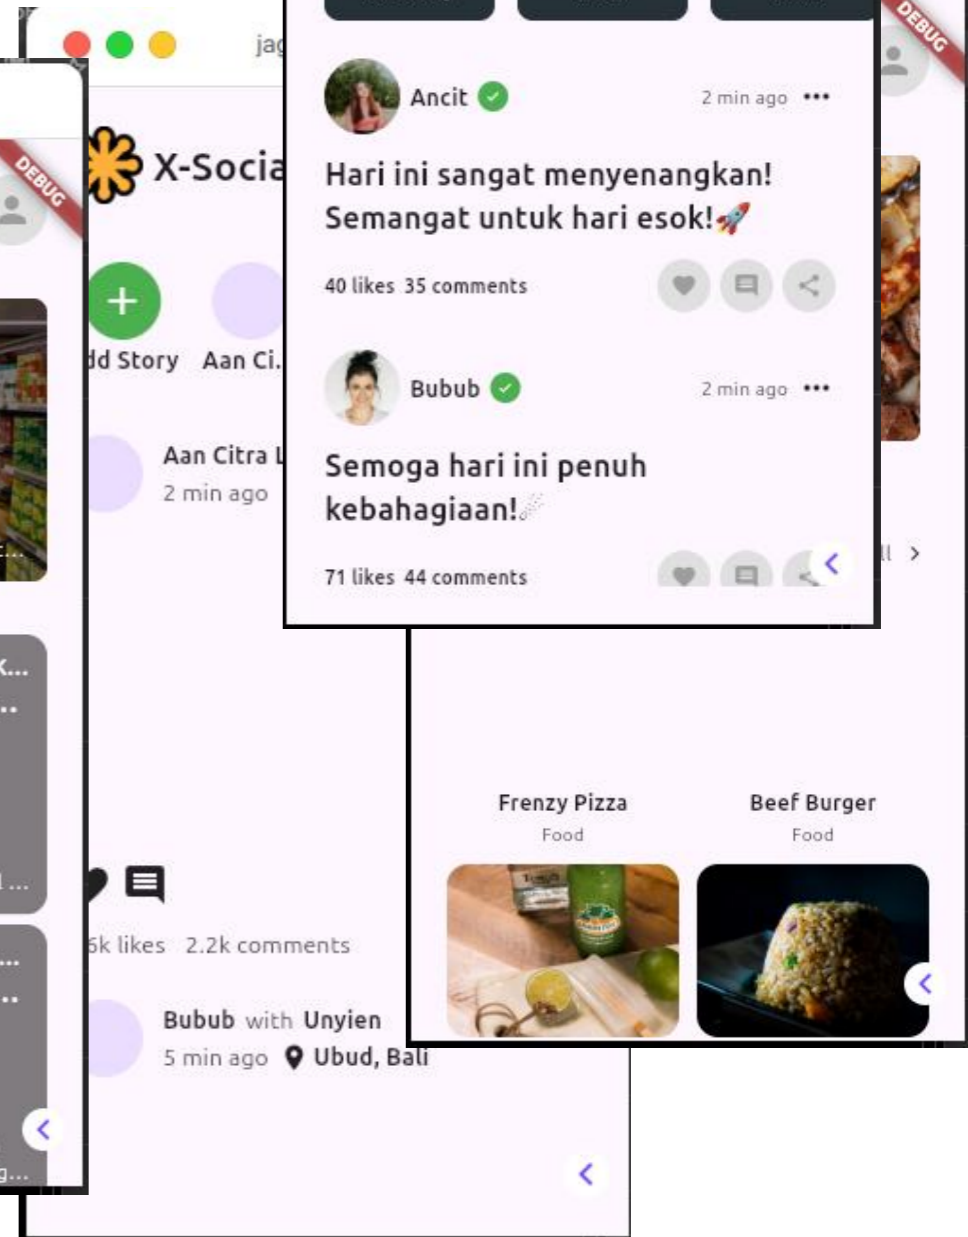 jag
DEBUG
DEBUG
X-Socia
dd Story
Aan Ci...
Aan Citra L
2 min ago
Ancit
2 min ago
Hari ini sangat menyenangkan!
Semangat untuk hari esok!🚀
40 likes 35 comments
Bubub
2 min ago
Semoga hari ini penuh
kebahagiaan!☄
71 likes 44 comments
ll
Frenzy Pizza
Food
Beef Burger
Food
6k likes 2.2k comments
Bubub with Unyien
5 min ago Ubud, Bali